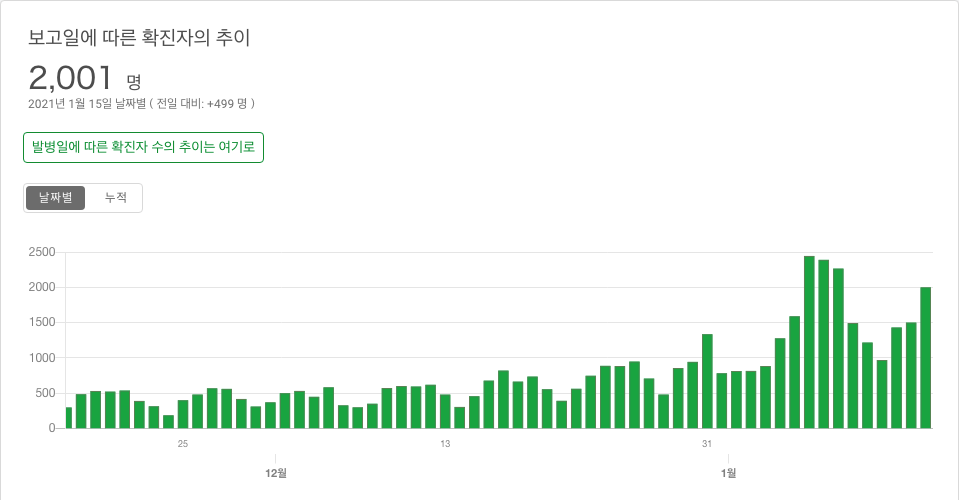 보고일에 따른 확진자의 추이
2,001 명
2021년 1월 15일 날짜별 ( 전일 대비: +499 명 )
발병일에 따른 확진자 수의 추이는 여기로
날짜별 누적
2500
2000
1500
1000
500
0
25 13 31
12월 1월